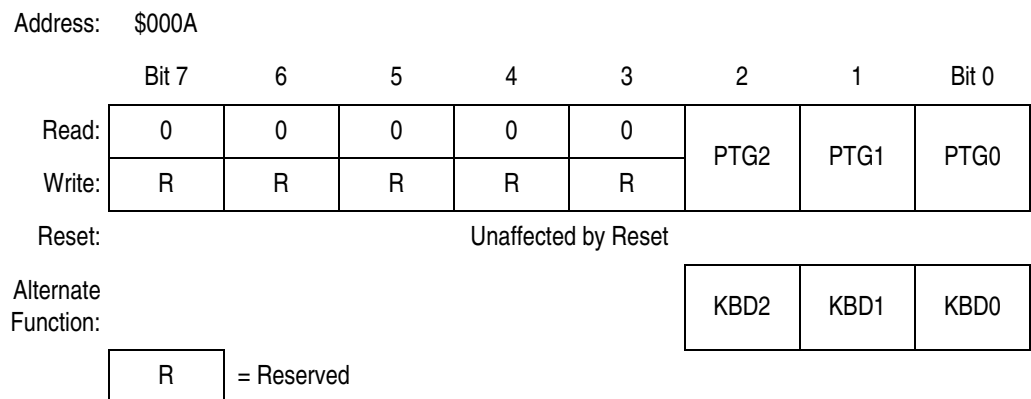 Address: $000A
Bit 7 6 5 4 3 2 1 Bit 0
Read: 0 0 0 0 0 PTG2 PTG1 PTG0
Write: R R R R R
Reset: Unaffected by Reset
Alternate
Function: KBD2 KBD1 KBD0
R = Reserved